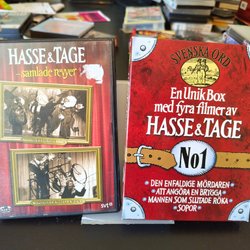 HASSE & TAGE
- samlade revyer
svt
SVENSKA ORD
En Unik Box
med fyra filmer av
HASSE & TAGE
No1
• DEN ENFALDIGE MÖRDAREN
• ATT ANGÖRA EN BRYGGA
• MANNEN SOM SLUTADE RÖKA
• SOPOR •